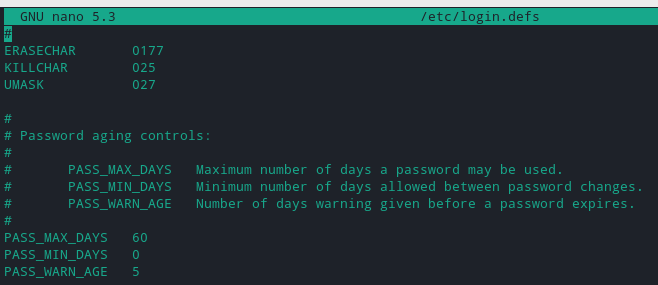 GNU nano 5.3 /etc/login.defs
#
ERASECHAR 0177
KILLCHAR 025
UMASK 027
#
# Password aging controls:
#
# PASS_MAX_DAYS Maximum number of days a password may be used.
# PASS_MIN_DAYS Minimum number of days allowed between password changes.
# PASS_WARN_AGE Number of days warning given before a password expires.
#
PASS_MAX_DAYS 60
PASS_MIN_DAYS 0
PASS_WARN_AGE 5